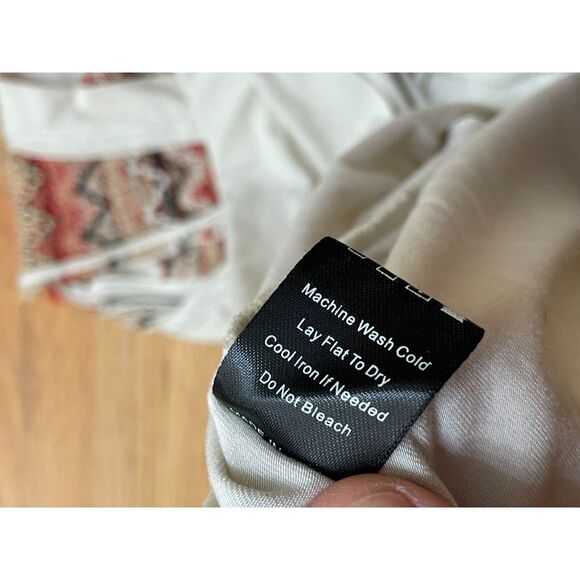 Machine Wash Cold
Lay Flat To Dry
Cool Iron If Needed
Do Not Bleach